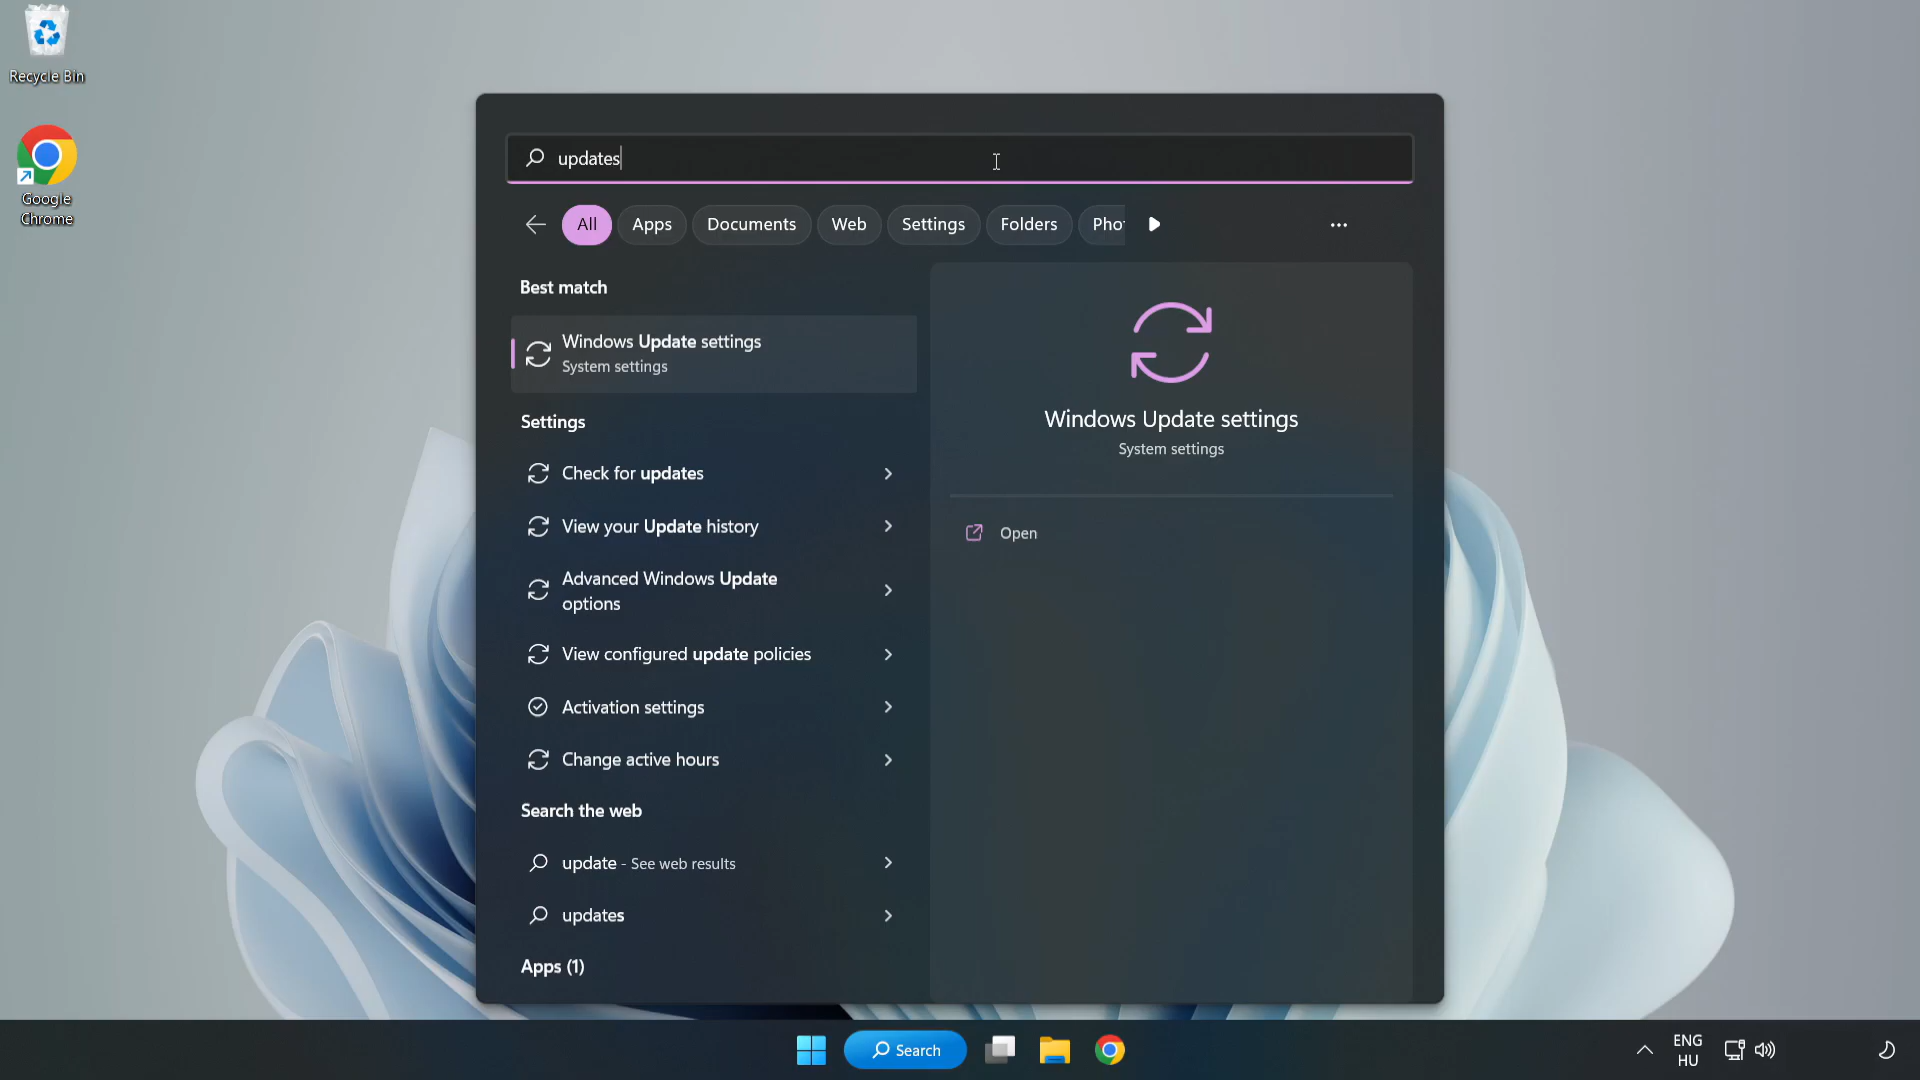 Recycle Bin
Google
Chrome
updates
All
Apps
Documents
Web
Settings
Folders
Best match
Windows Update settings
System settings
Settings
Check for updates
View your Update history
Advanced Windows Update
options
View configured update policies
Activation settings
Change active hours
Search the web
update - See web results
updates
Apps (1)
Windows Update settings
System settings
Open
Search
ENG
HU